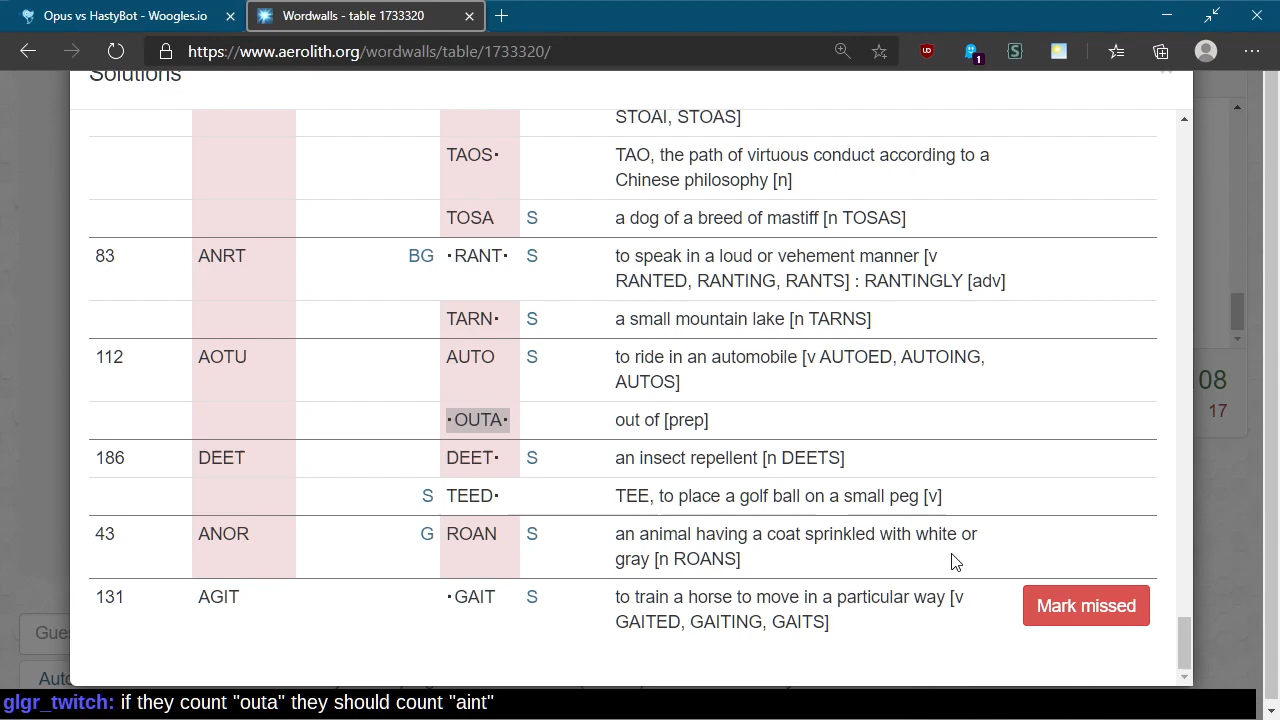 Opus vs HastyBot - Woogles.io
Wordwalls - table 1733320
https://www.aerolith.org/wordwalls/table/1733320/
1
Solutions
STOAI, STOAS]
TAOS· TAO, the path of virtuous conduct according to a
Chinese philosophy [n]
TOSA S a dog of a breed of mastiff [n TOSAS]
83 ANRT BG ·RANT· S to speak in a loud or vehement manner [v
RANTED, RANTING, RANTS] : RANTINGLY [adv]
TARN· S a small mountain lake [n TARNS]
112 AOTU AUTO S to ride in an automobile [v AUTOED, AUTOING,
AUTOS]
08
17
·OUTA· out of [prep]
186 DEET DEET· S an insect repellent [n DEETS]
S TEED· TEE, to place a golf ball on a small peg [v]
43 ANOR G ROAN S an animal having a coat sprinkled with white or
gray [n ROANS]
131 AGIT ·GAIT S to train a horse to move in a particular way [v
GAITED, GAITING, GAITS]
Mark missed
Gue
Auto
glgr_twitch: if they count "outa" they should count "aint"